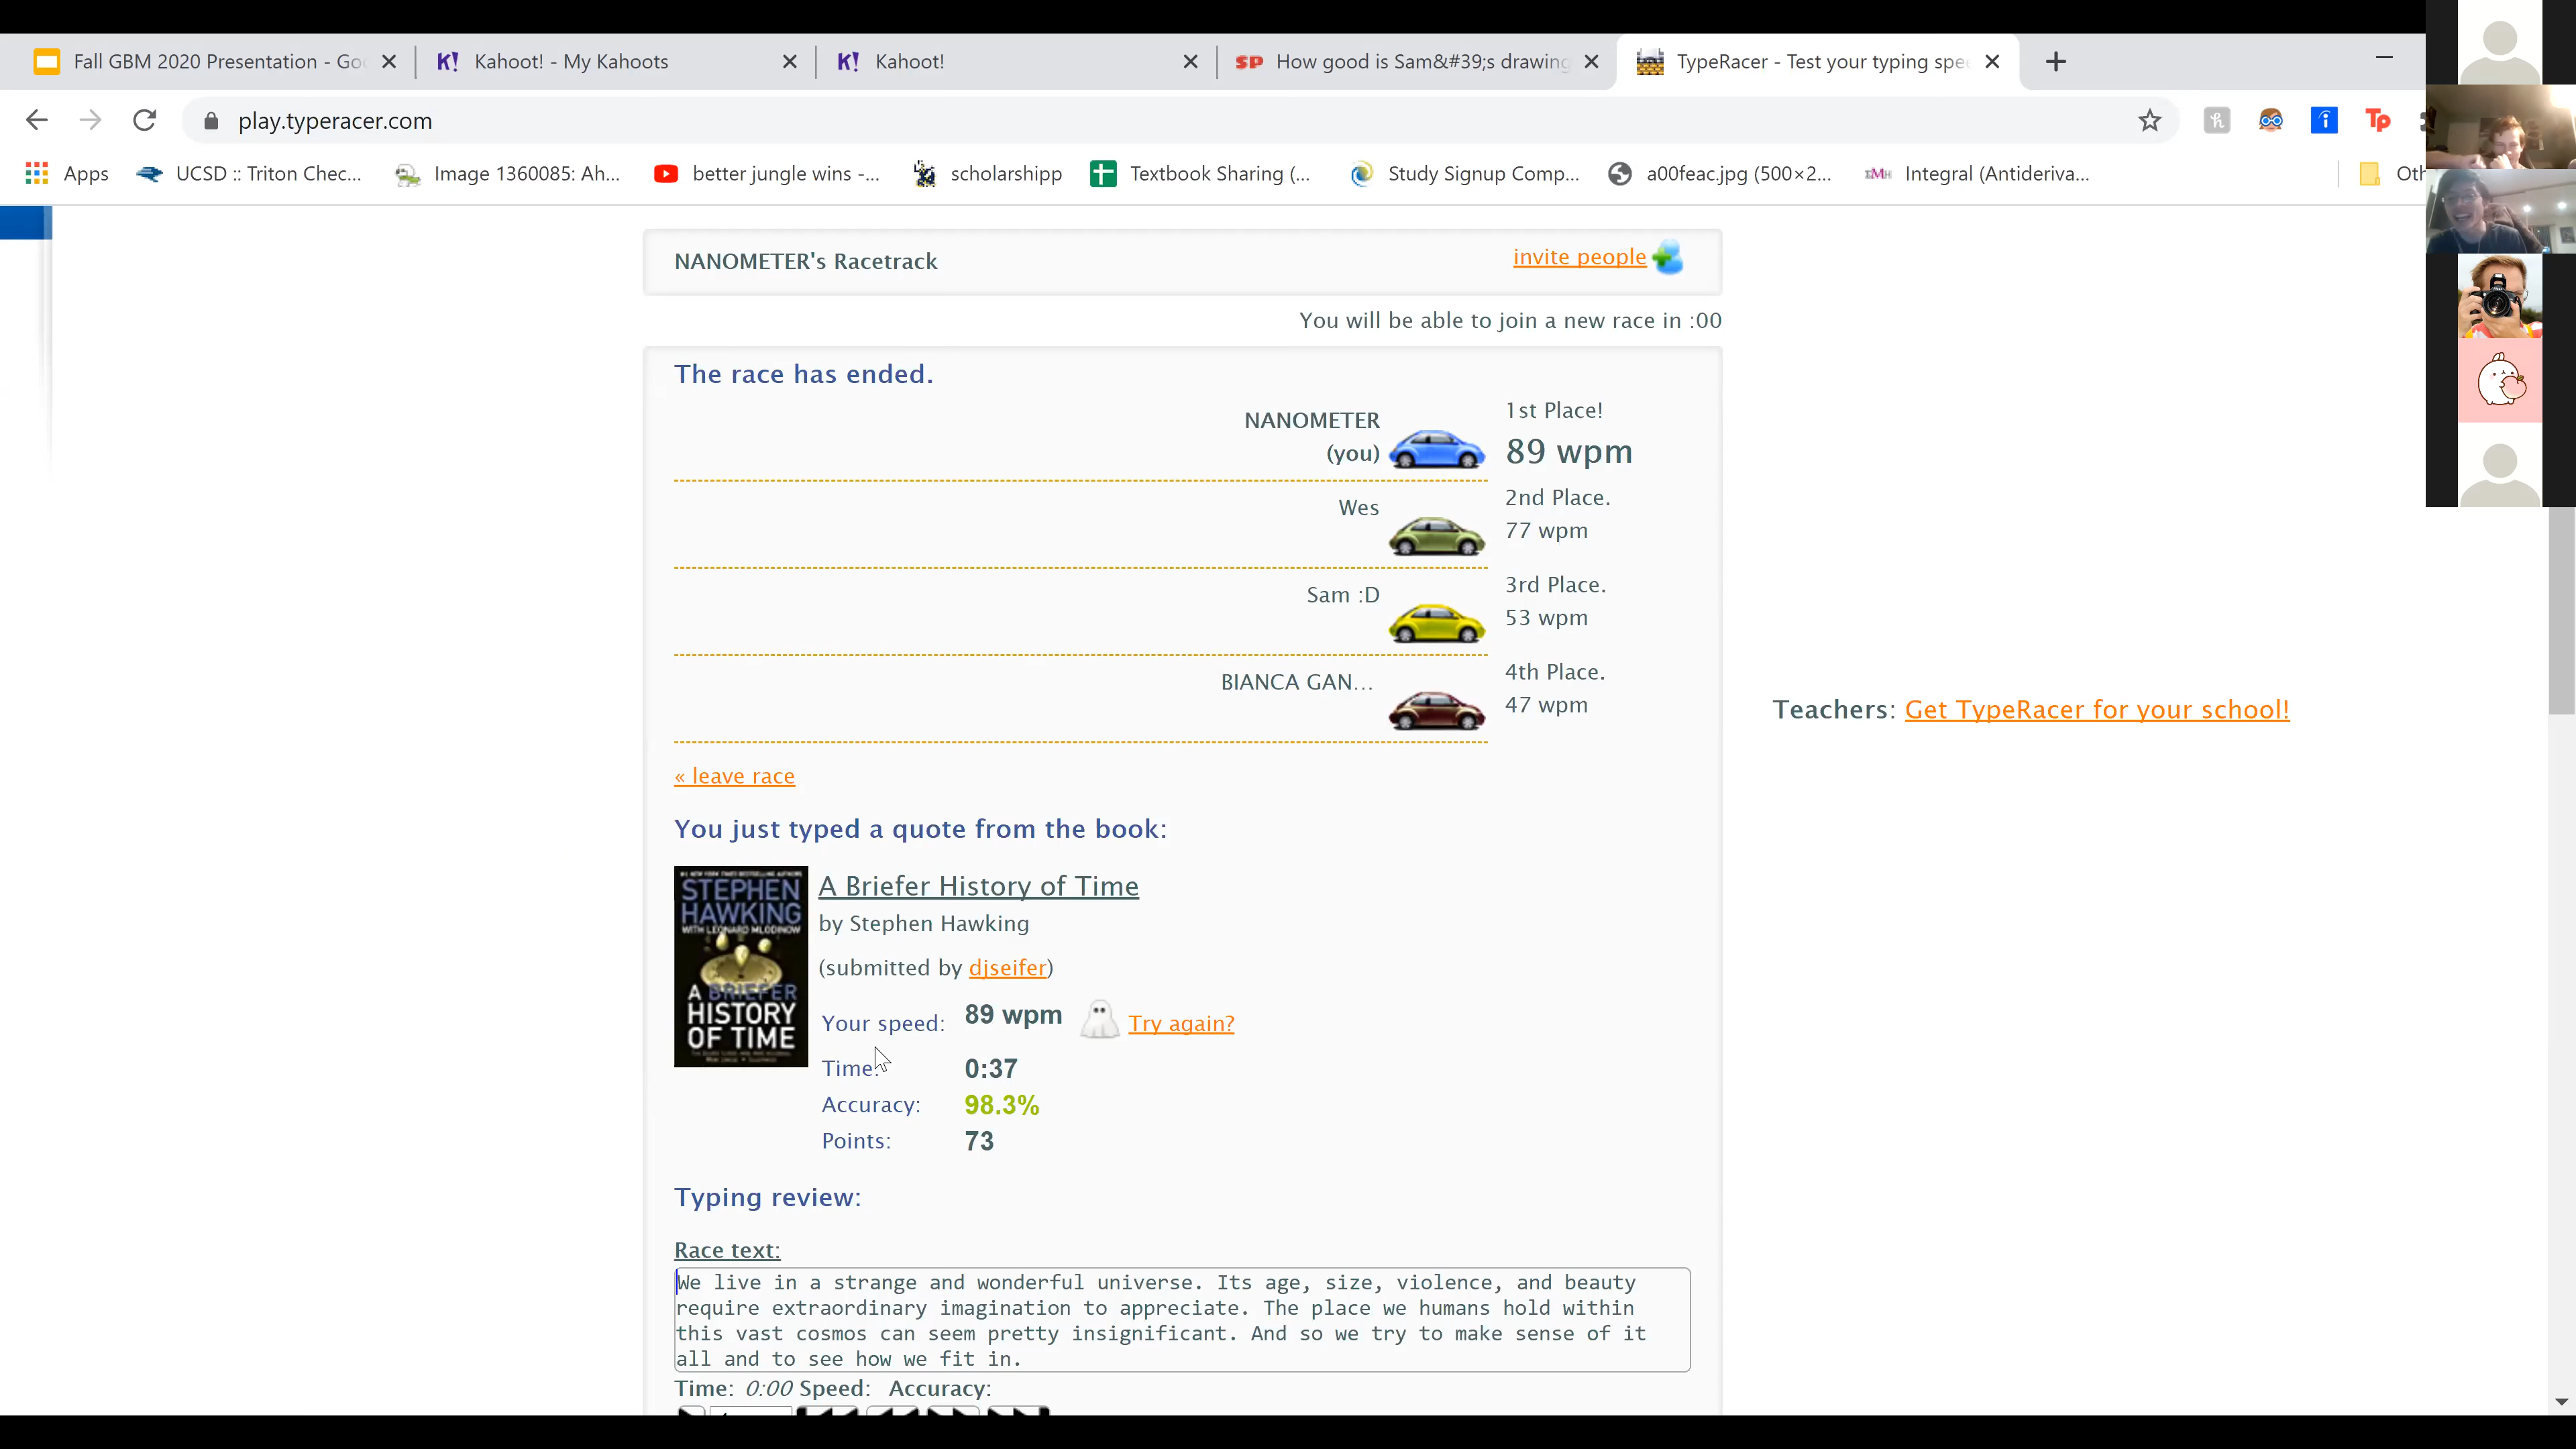 Fall GBM 2020 Presentation - Goo
Kahoot! - My Kahoots
Kahoot!
SP How good is Sam&#39;s drawing
TypeRacer - Test your typing spee
play.typeracer.com
Tp
Apps
UCSD :: Triton Chec...
Image 1360085: Ah...
better jungle wins -...
scholarshipp
Textbook Sharing (...
Study Signup Comp...
a00feac.jpg (500×2...
Integral (Antideriva...
Oth
NANOMETER's Racetrack
invite people
You will be able to join a new race in :00
The race has ended.
NANOMETER
(you)
1st Place!
89 wpm
Wes
2nd Place.
77 wpm
Sam :D
3rd Place.
53 wpm
BIANCA GAN...
4th Place.
47 wpm
Teachers: Get TypeRacer for your school!
« leave race
You just typed a quote from the book:
STEPHEN
HAWKING
WITH LEONARD MLODINOW
A BRIEFER
HISTORY
OF TIME
A Briefer History of Time
by Stephen Hawking
(submitted by djseifer)
Your speed: 89 wpm Try again?
Time: 0:37
Accuracy: 98.3%
Points: 73
Typing review:
Race text:
We live in a strange and wonderful universe. Its age, size, violence, and beauty
require extraordinary imagination to appreciate. The place we humans hold within
this vast cosmos can seem pretty insignificant. And so we try to make sense of it
all and to see how we fit in.
Time: 0:00 Speed: Accuracy: